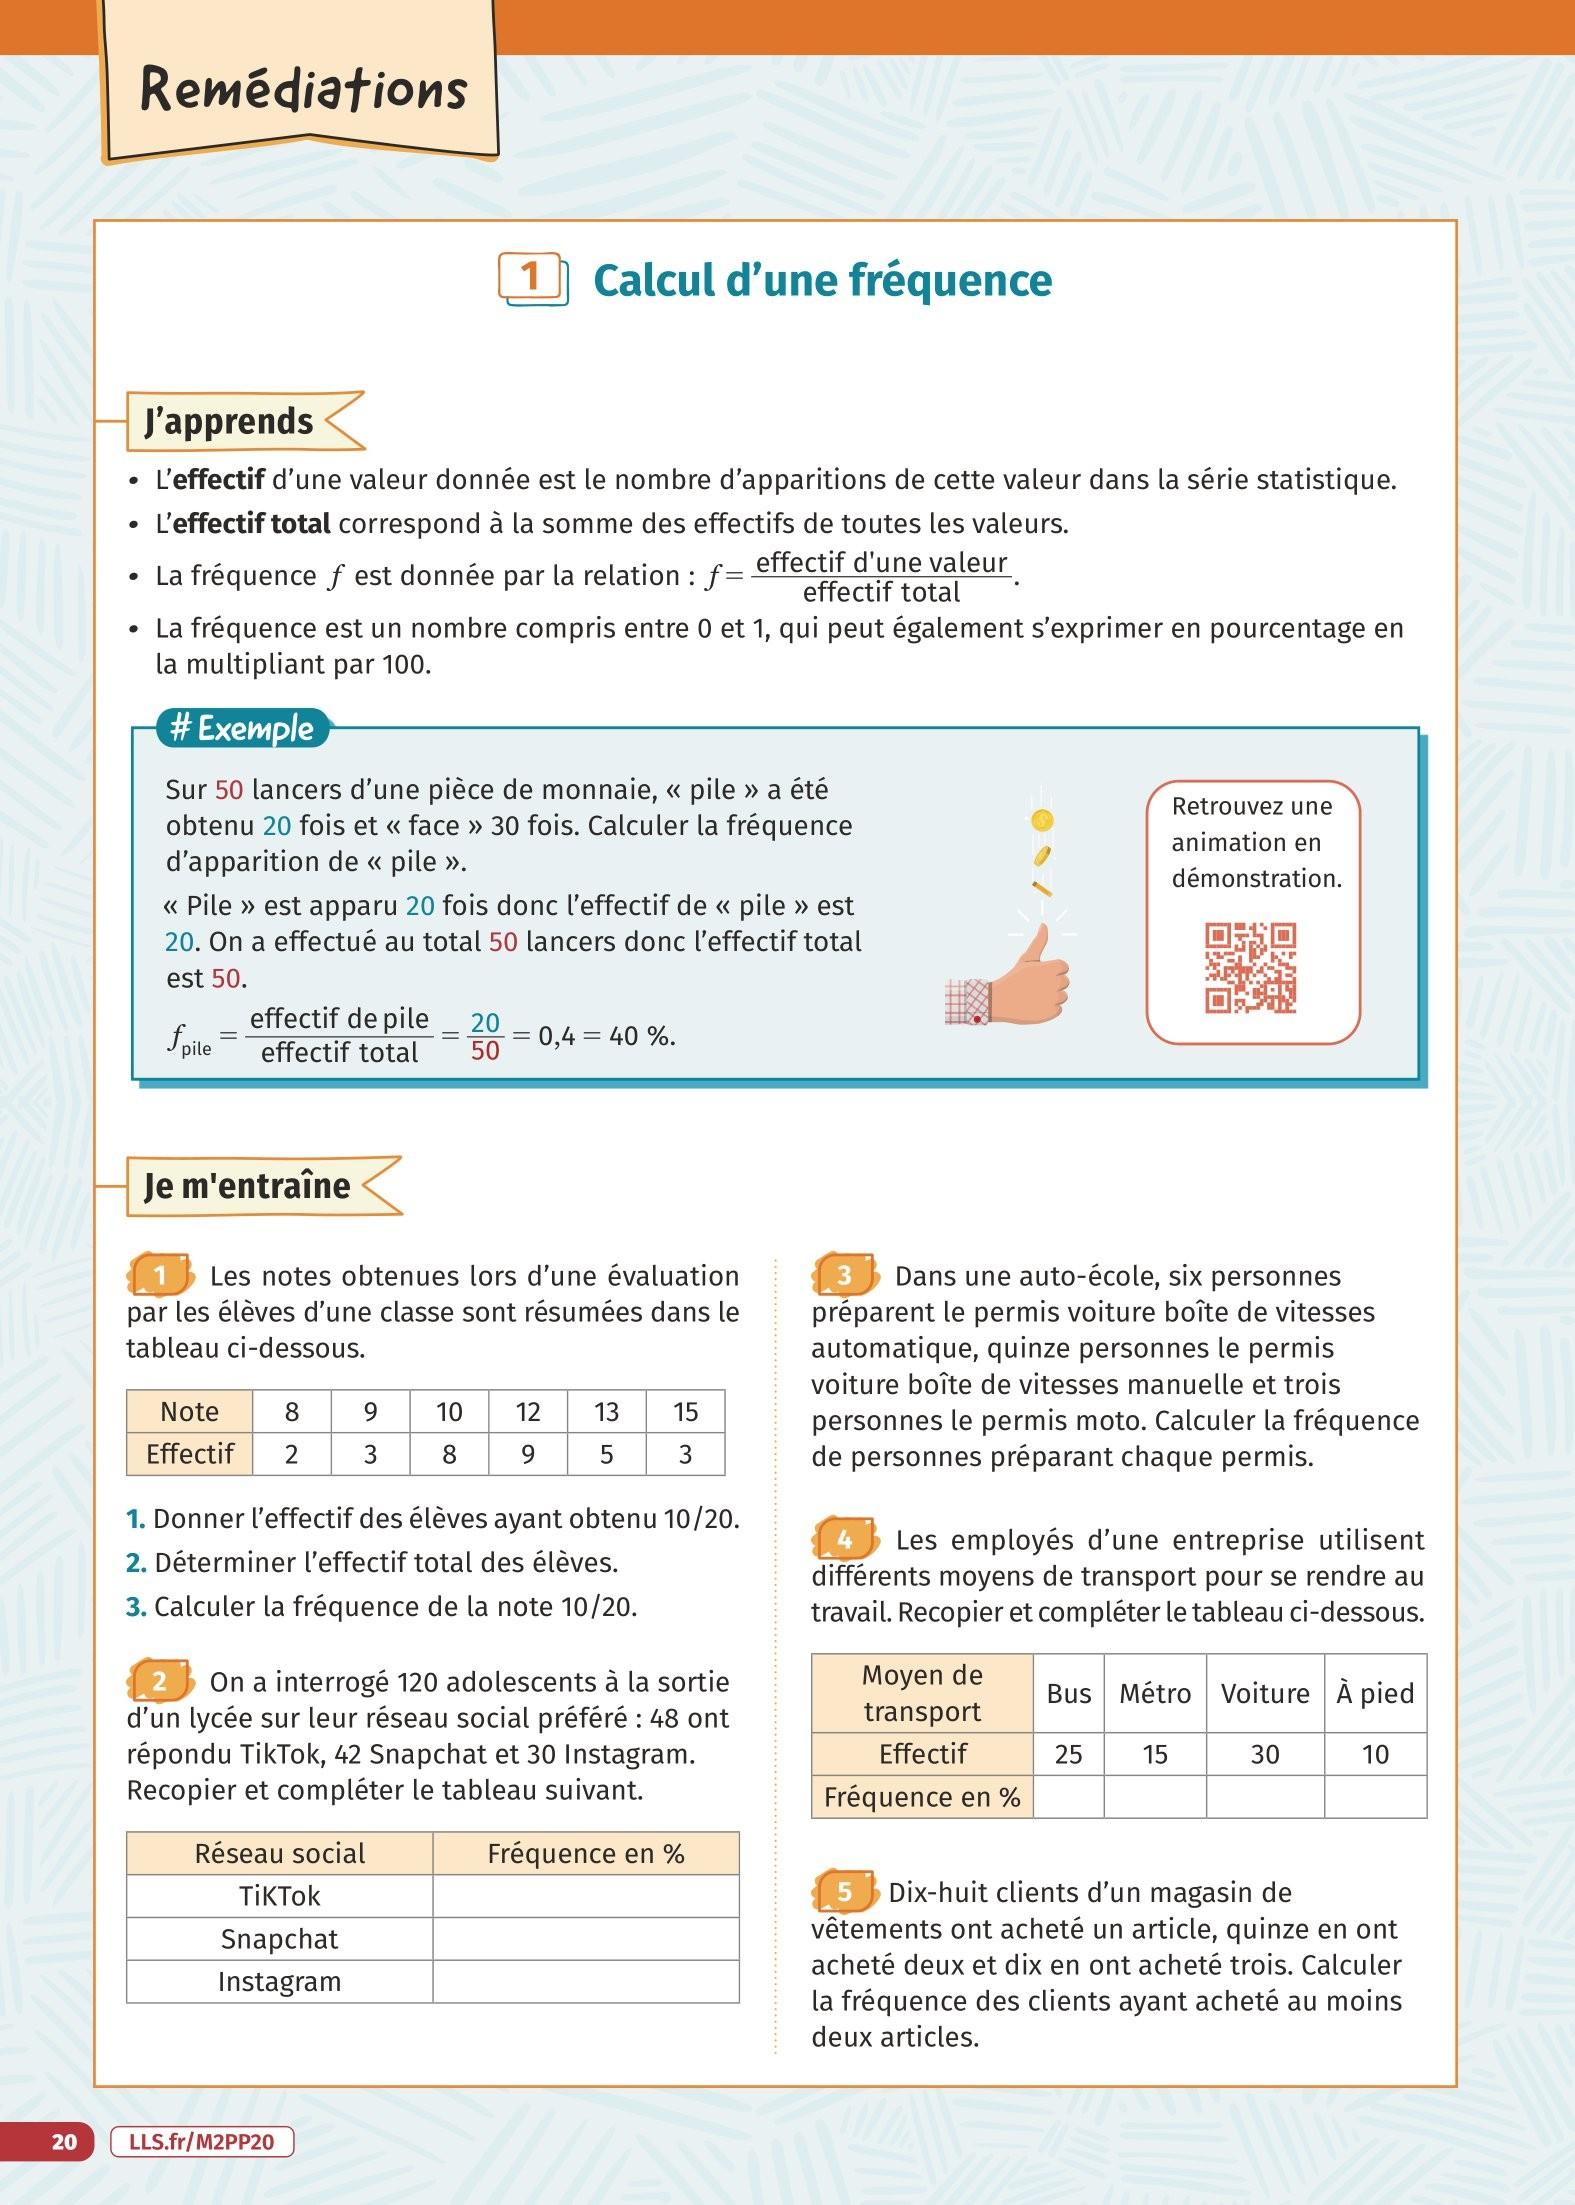 Remédiations
1 Calcul d'une fréquence
J'apprends
• L'effectif d'une valeur donnée est le nombre d'apparitions de cette valeur dans la série statistique.
• L'effectif total correspond à la somme des effectifs de toutes les valeurs.
• La fréquence f est donnée par la relation : f = effectif d'une valeur / effectif total.
• La fréquence est un nombre compris entre 0 et 1, qui peut également s'exprimer en pourcentage en
la multipliant par 100.
# Exemple
Sur 50 lancers d'une pièce de monnaie, « pile » a été
obtenu 20 fois et « face » 30 fois. Calculer la fréquence
d'apparition de « pile ».
« Pile » est apparu 20 fois donc l'effectif de « pile » est
20. On a effectué au total 50 lancers donc l'effectif total
est 50.
f pile = effectif de pile / effectif total = 20 / 50 = 0,4 = 40 %.
Retrouvez une
animation en
démonstration.
Je m'entraîne
1 Les notes obtenues lors d'une évaluation
par les élèves d'une classe sont résumées dans le
tableau ci-dessous.
Note 8 9 10 12 13 15
Effectif 2 3 8 9 5 3
1. Donner l'effectif des élèves ayant obtenu 10/20.
2. Déterminer l'effectif total des élèves.
3. Calculer la fréquence de la note 10/20.
2 On a interrogé 120 adolescents à la sortie
d'un lycée sur leur réseau social préféré : 48 ont
répondu TikTok, 42 Snapchat et 30 Instagram.
Recopier et compléter le tableau suivant.
Réseau social Fréquence en %
TiKTok
Snapchat
Instagram
3 Dans une auto-école, six personnes
préparent le permis voiture boîte de vitesses
automatique, quinze personnes le permis
voiture boîte de vitesses manuelle et trois
personnes le permis moto. Calculer la fréquence
de personnes préparant chaque permis.
4 Les employés d'une entreprise utilisent
différents moyens de transport pour se rendre au
travail. Recopier et compléter le tableau ci-dessous.
Moyen de
transport Bus Métro Voiture À pied
Effectif 25 15 30 10
Fréquence en %
5 Dix-huit clients d'un magasin de
vêtements ont acheté un article, quinze en ont
acheté deux et dix en ont acheté trois. Calculer
la fréquence des clients ayant acheté au moins
deux articles.
20 LLS.fr/M2PP20